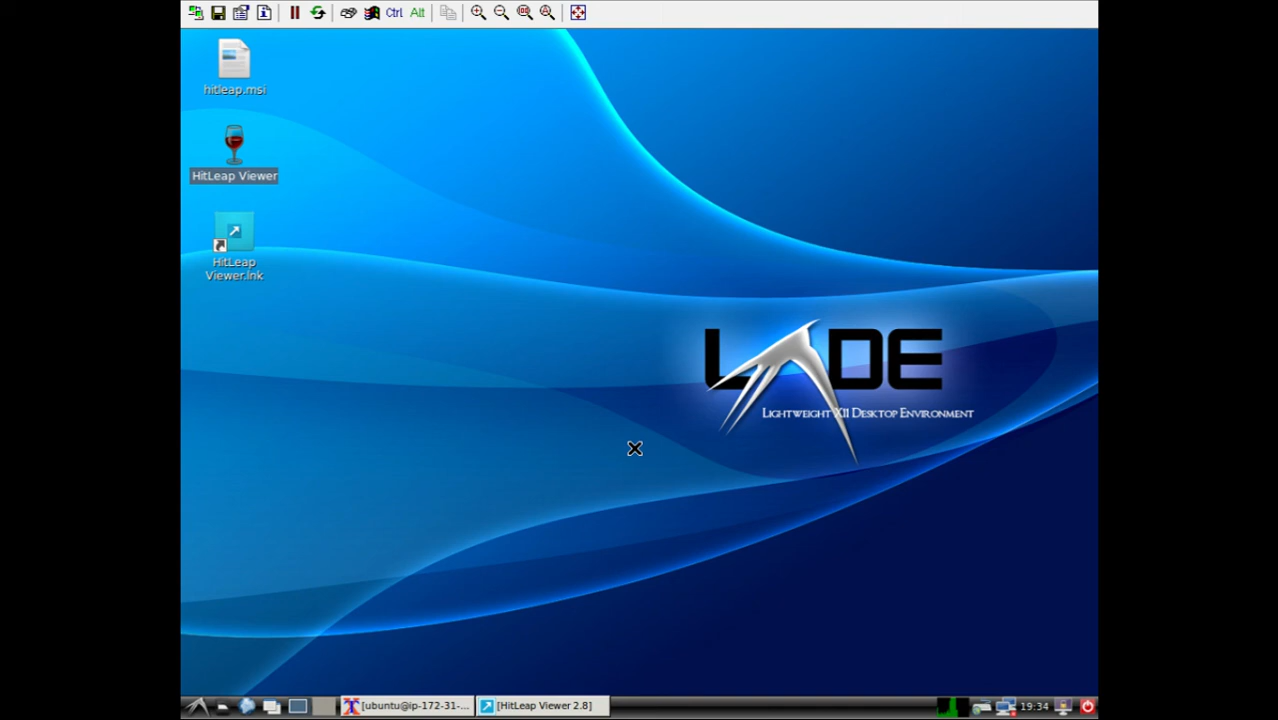 Ctrl Alt
hitleap.msi
HitLeap Viewer
HitLeap
Viewer.lnk
LXDE
LIGHTWEIGHT X11 DESKTOP ENVIRONMENT
[ubuntu@ip-172-31-...
[HitLeap Viewer 2.8]
19:34